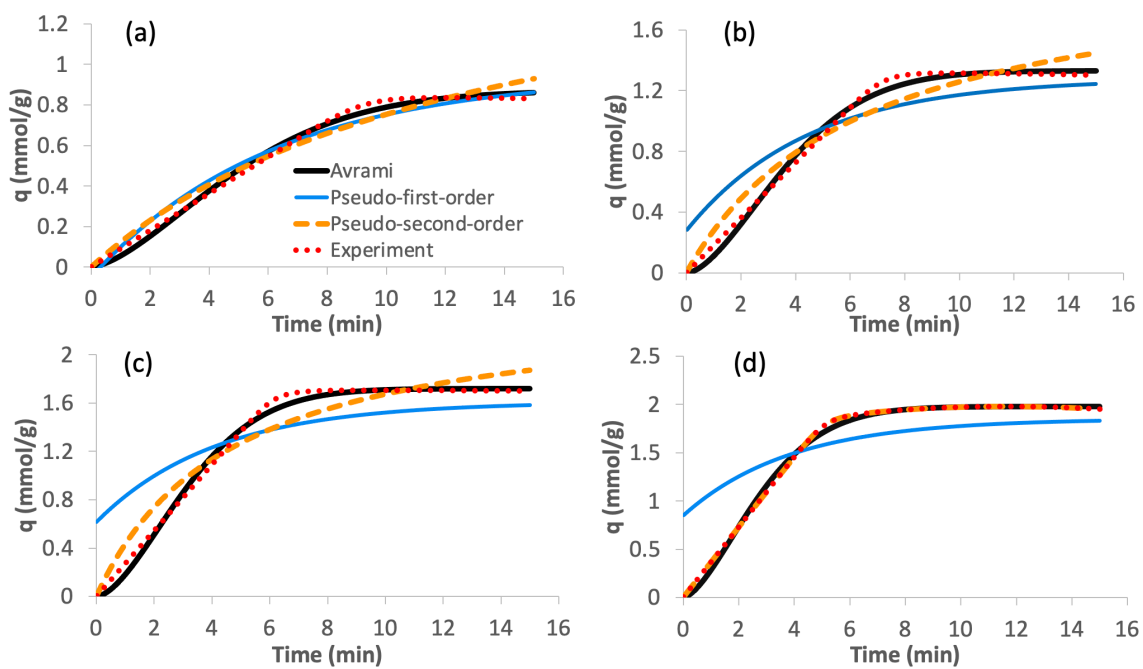 (a)
q (mmol/g)
1.2
1
0.8
0.6
0.4
0.2
0
0 2 4 6 8 10 12 14 16
Time (min)
Avrami
Pseudo-first-order
Pseudo-second-order
Experiment
(b)
q (mmol/g)
1.6
1.2
0.8
0.4
0
0 2 4 6 8 10 12 14 16
Time (min)
(c)
q (mmol/g)
2
1.6
1.2
0.8
0.4
0
0 2 4 6 8 10 12 14 16
Time (min)
(d)
q (mmol/g)
2.5
2
1.5
1
0.5
0
0 2 4 6 8 10 12 14 16
Time (min)